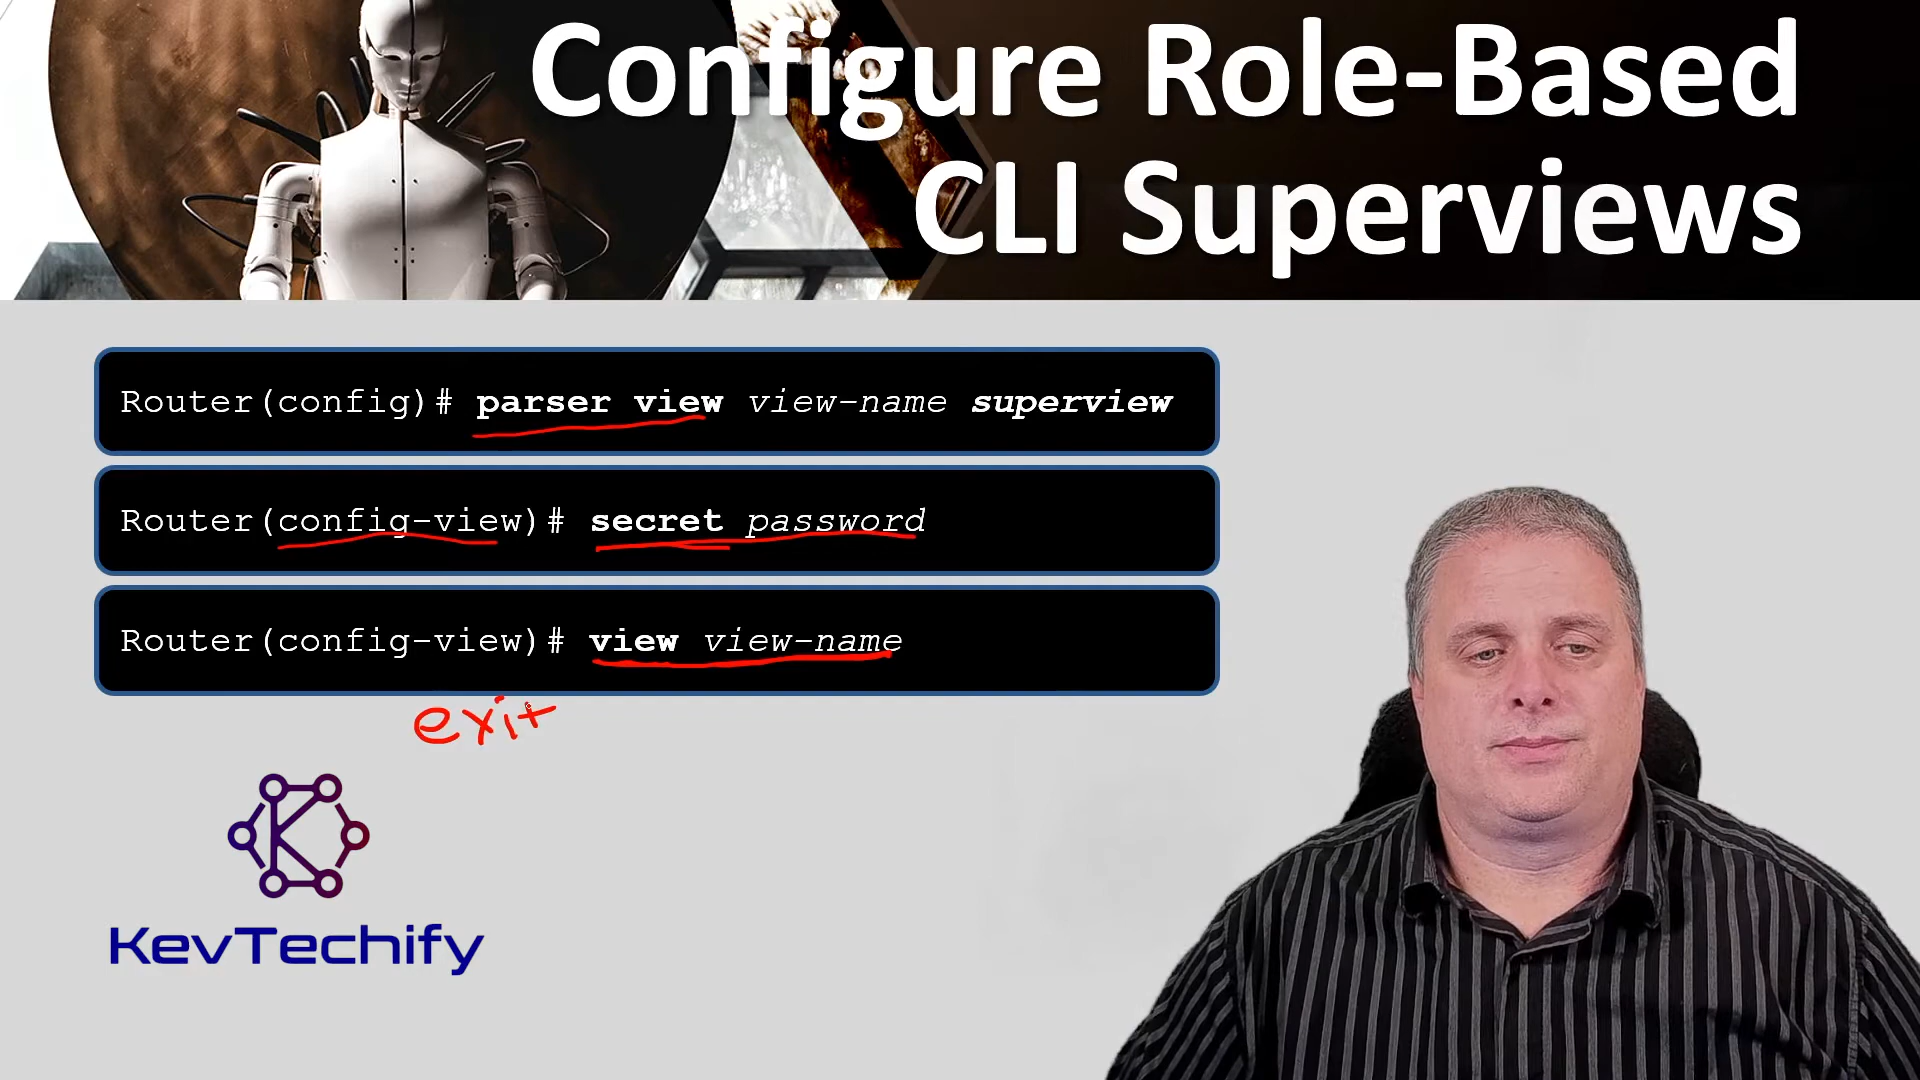 Configure Role-Based
CLI Superviews
Router(config)# parser view view-name superview
Router(config-view)# secret password
Router(config-view)# view view-name
exit
KevTechify